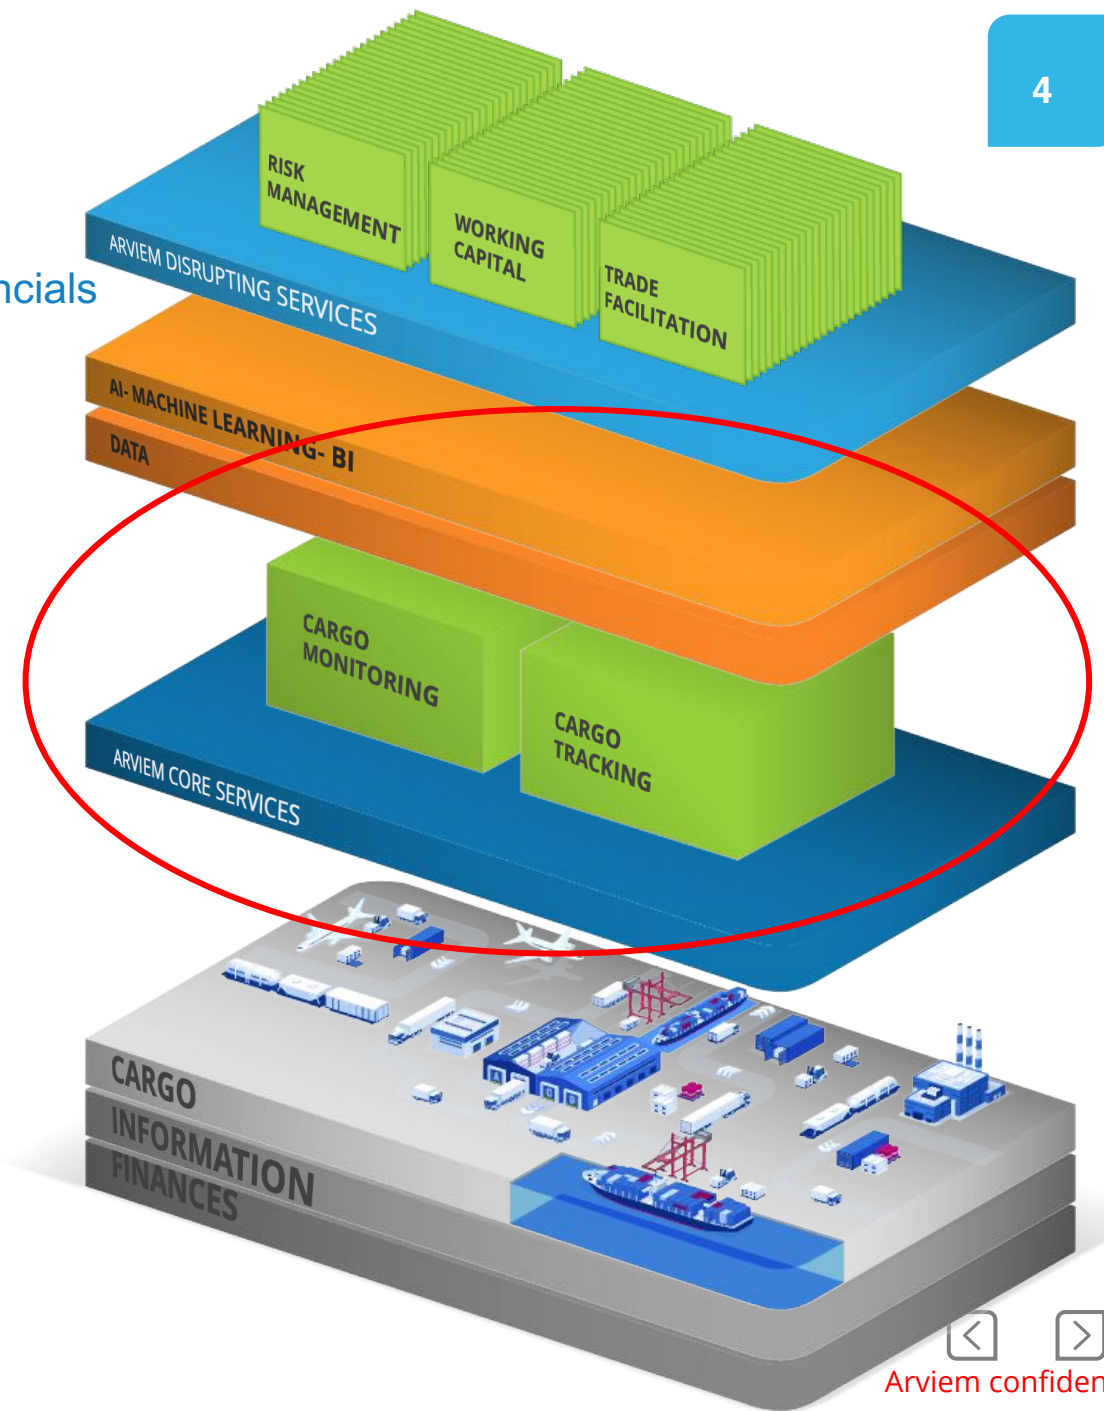 4
RISK
MANAGEMENT
WORKING
CAPITAL
TRADE
FACILITATION
ARVIEM DISRUPTING SERVICES
ncials
AI- MACHINE LEARNING- BI
DATA
CARGO
MONITORING
CARGO
TRACKING
ARVIEM CORE SERVICES
CARGO
INFORMATION
FINANCES
Arviem confiden